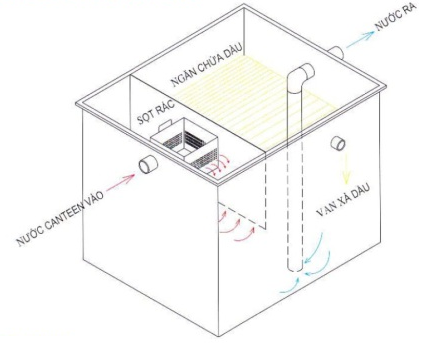 NƯỚC RA
NGĂN CHỨA DẦU
SỌT RÁC
NƯỚC CANTEEN VÀO
VAN XẢ DẦU